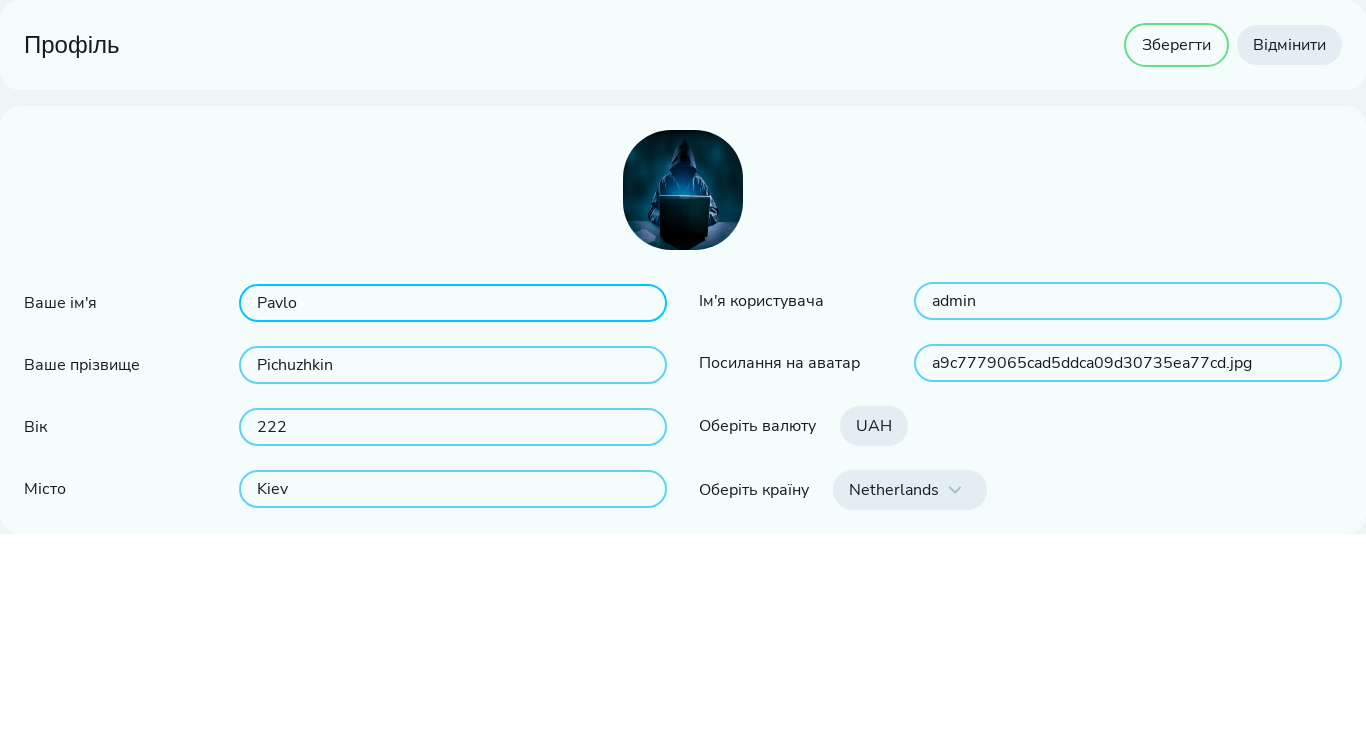 Профіль
Зберегти
Відмінити
Ваше ім'я
Pavlo
Ваше прізвище
Pichuzhkin
Вік
222
Місто
Kiev
Ім'я користувача
admin
Посилання на аватар
a9c7779065cad5ddca09d30735ea77cd.jpg
Оберіть валюту
UAH
Оберіть країну
Netherlands